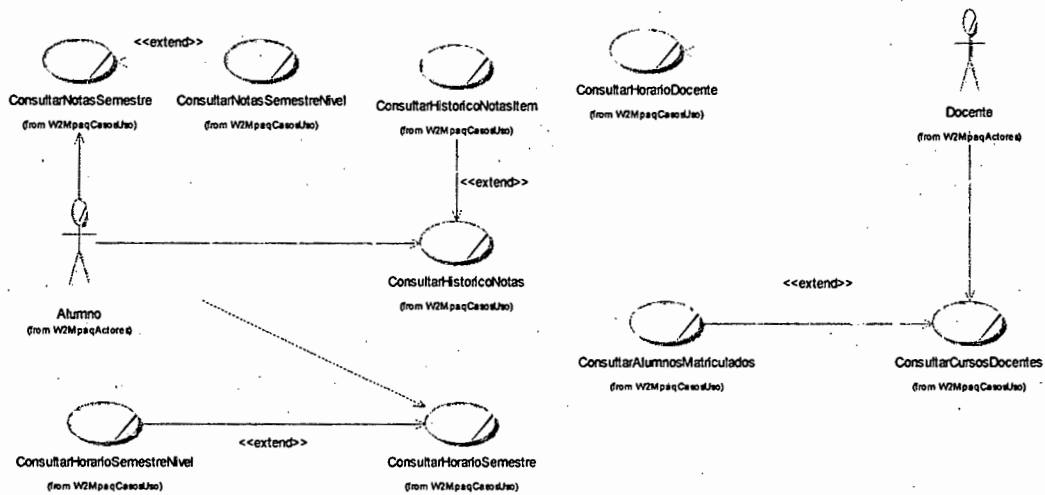 <<extend>>
ConsultarNotasSemestre
(from W2MpaqCasosUso)
ConsultarNotasSemestreNivel
(from W2MpaqCasosUso)
ConsultarHistoricoNotasItem
(from W2MpaqCasosUso)
ConsultarHorarioDocente
(from W2MpaqCasosUso)
Docente
(from W2MpaqActores)
<<extend>>
ConsultarHistoricoNotas
(from W2MpaqCasosUso)
Alumno
(from W2MpaqActores)
<<extend>>
ConsultarAlumnosMatriculados
(from W2MpaqCasosUso)
ConsultarCursosDocentes
(from W2MpaqCasosUso)
<<extend>>
ConsultarHorarioSemestreNivel
(from W2MpaqCasosUso)
ConsultarHorarioSemestre
(from W2MpaqCasosUso)